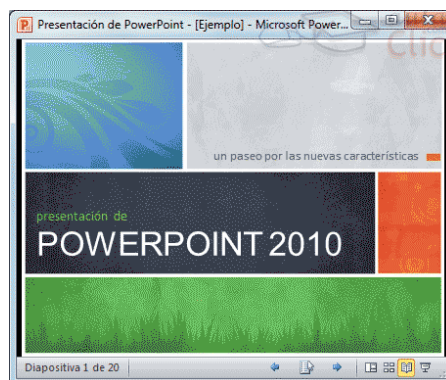 Presentación de PowerPoint - [Ejemplo] - Microsoft Power...
clic
un paseo por las nuevas características
presentación de
POWERPOINT 2010
Diapositiva 1 de 20